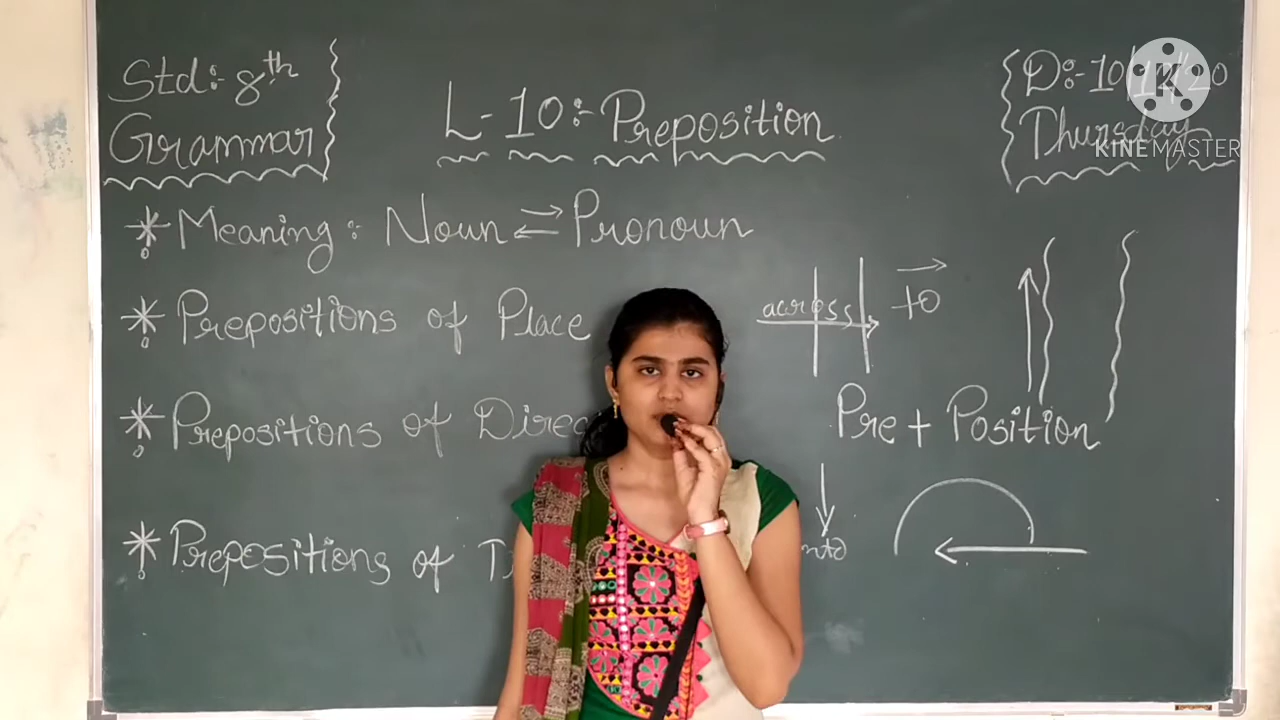 Std:- 8th
Grammar
L-10:- Preposition
D:- 10/12/20
Thursday
KINEMASTER
* Meaning: Noun ⇄ Pronoun
* Prepositions of Place
across
to
* Prepositions of Direc
Pre + Position
* Prepositions of